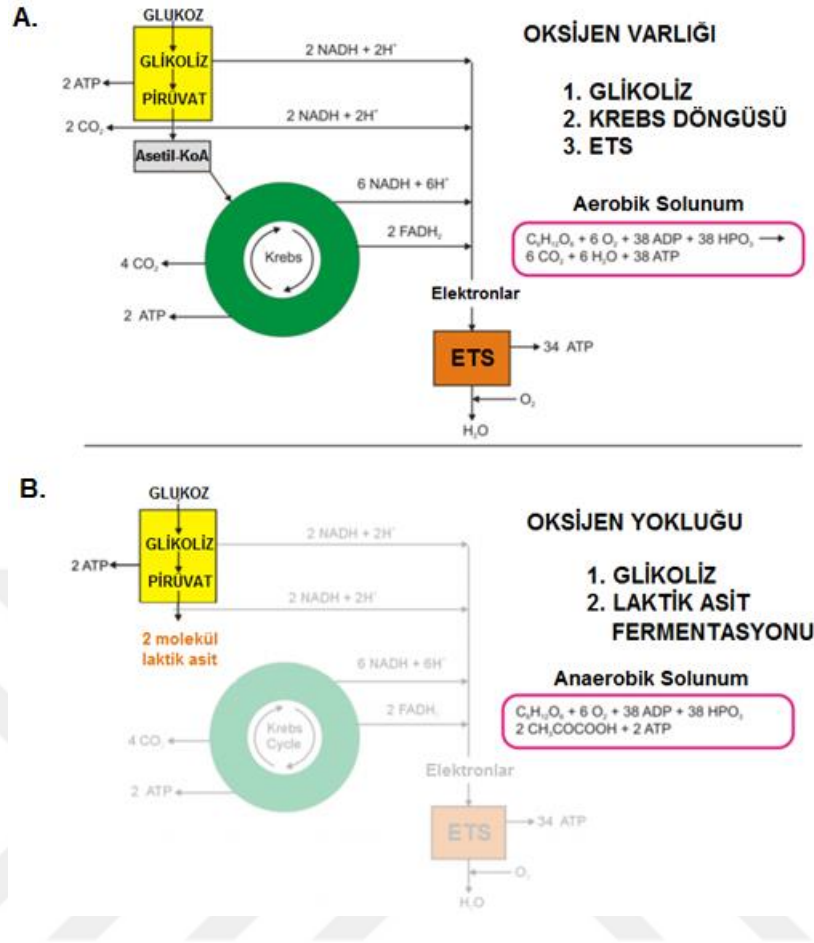 A.
GLUKOZ
GLİKOLİZ
PİRÜVAT
2 ATP
2 CO₂
Asetil-KoA
2 NADH + 2H⁺
2 NADH + 2H⁺
6 NADH + 6H⁺
2 FADH₂
Krebs
4 CO₂
2 ATP
Elektronlar
ETS
34 ATP
O₂
H₂O
OKSİJEN VARLIĞI
1. GLİKOLİZ
2. KREBS DÖNGÜSÜ
3. ETS
Aerobik Solunum
C₆H₁₂O₆ + 6 O₂ + 38 ADP + 38 HPO₃ →
6 CO₂ + 6 H₂O + 38 ATP
B.
GLUKOZ
GLİKOLİZ
PİRÜVAT
2 ATP
2 molekül
laktik asit
2 NADH + 2H⁺
2 NADH + 2H⁺
6 NADH + 6H⁺
2 FADH₂
Krebs
Cycle
4 CO₂
2 ATP
Elektronlar
ETS
34 ATP
O₂
H₂O
OKSİJEN YOKLUĞU
1. GLİKOLİZ
2. LAKTİK ASİT
FERMENTASYONU
Anaerobik Solunum
C₆H₁₂O₆ + 6 O₂ + 38 ADP + 38 HPO₃
2 CH₃COCOOH + 2 ATP